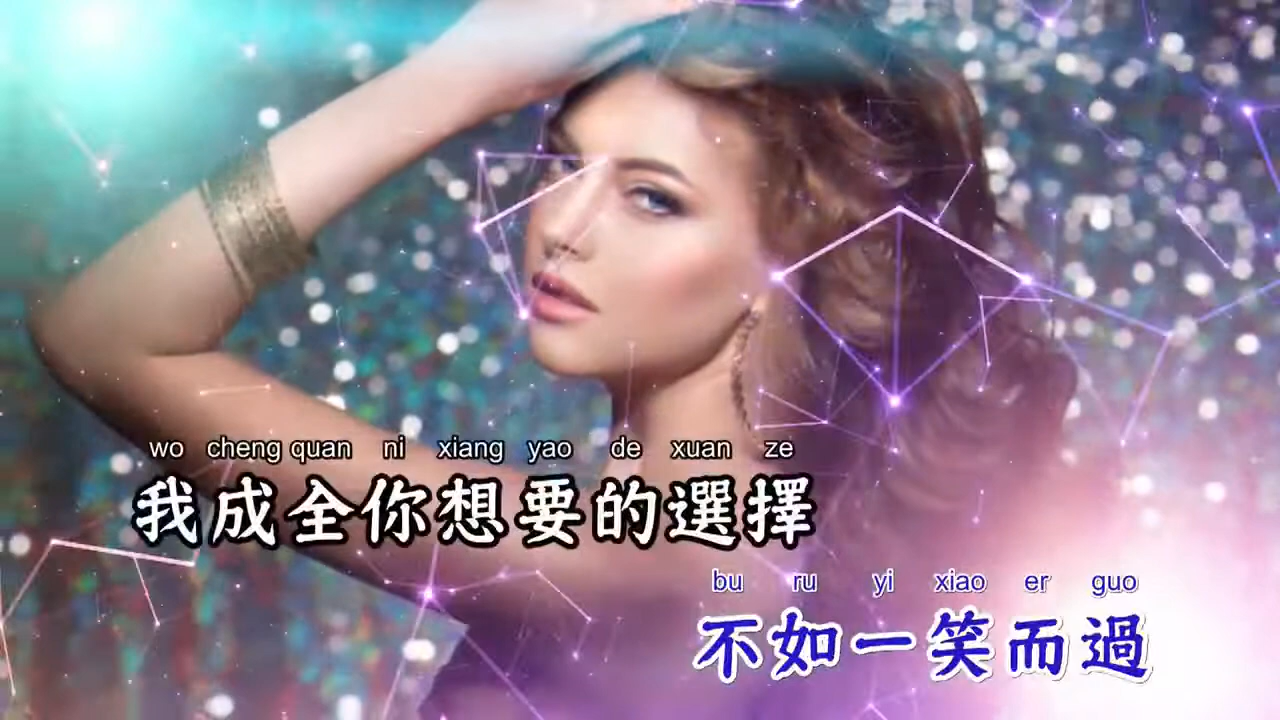 wo cheng quan ni xiang yao de xuan ze
我成全你想要的選擇
bu ru yi xiao er guo
不如一笑而過